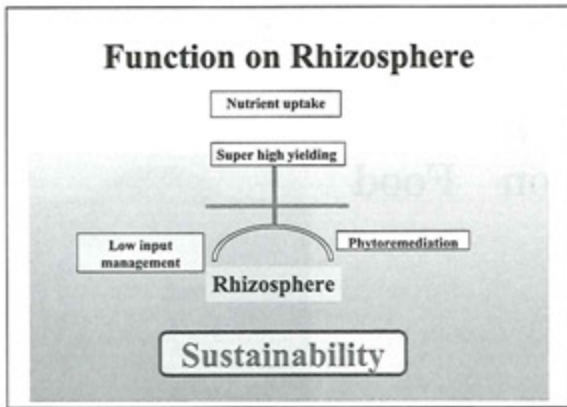 Function on Rhizosphere
Nutrient uptake
Super high yielding
Low input
management
Phytoremediation
Rhizosphere
Sustainability